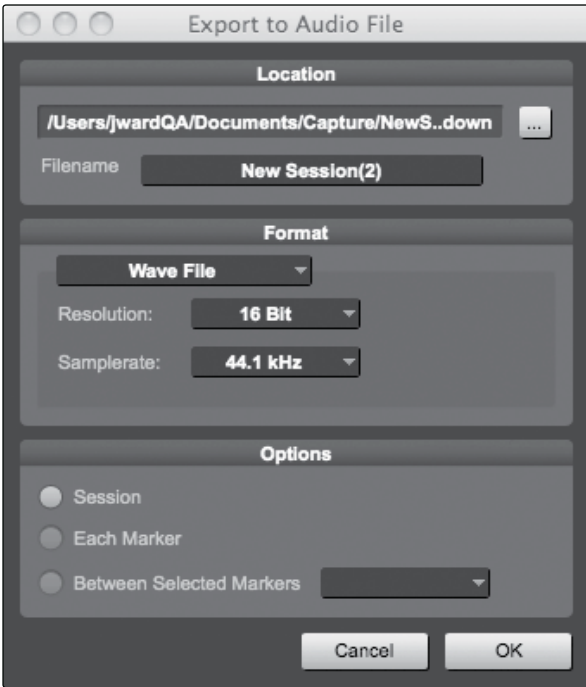 Export to Audio File
Location
/Users/jwardQA/Documents/Capture/NewS..down
...
Filename
New Session(2)
Format
Wave File
Resolution:
16 Bit
Samplerate:
44.1 kHz
Options
Session
Each Marker
Between Selected Markers
Cancel
OK